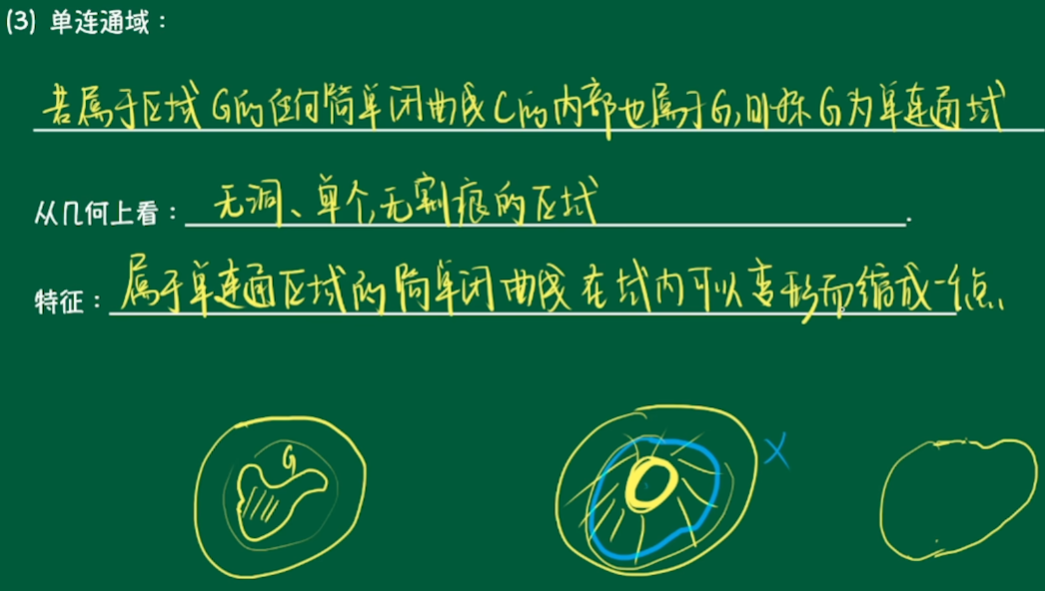 (3) 单连通域：
若属于区域G的任何简单闭曲线C的内部也属于G,则称G为单连通域
从几何上看：无洞、单个,无割痕的区域.
特征：属于单连通区域的简单闭曲线在域内可以变形而缩成一个点、
G
X